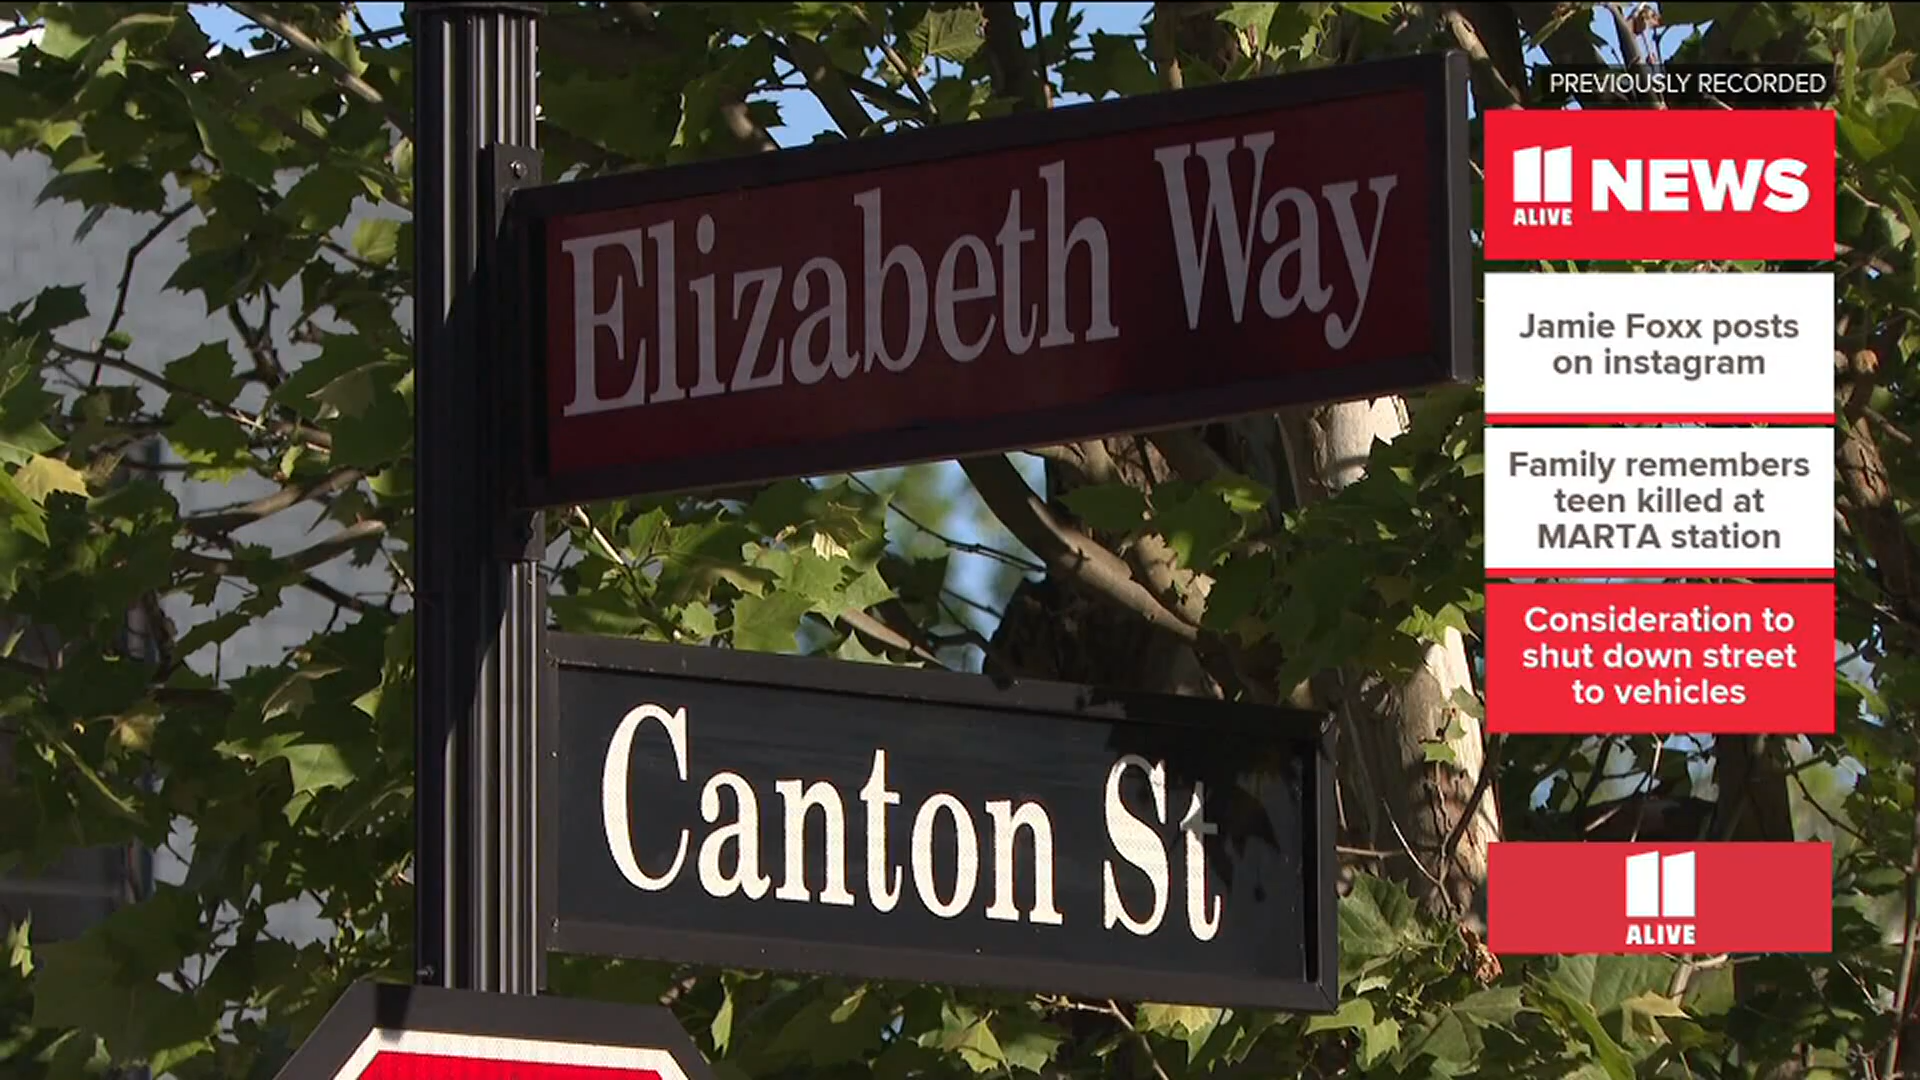 Elizabeth Way
Canton St
PREVIOUSLY RECORDED
11 ALIVE NEWS
Jamie Foxx posts
on instagram
Family remembers
teen killed at
MARTA station
Consideration to
shut down street
to vehicles
11
ALIVE